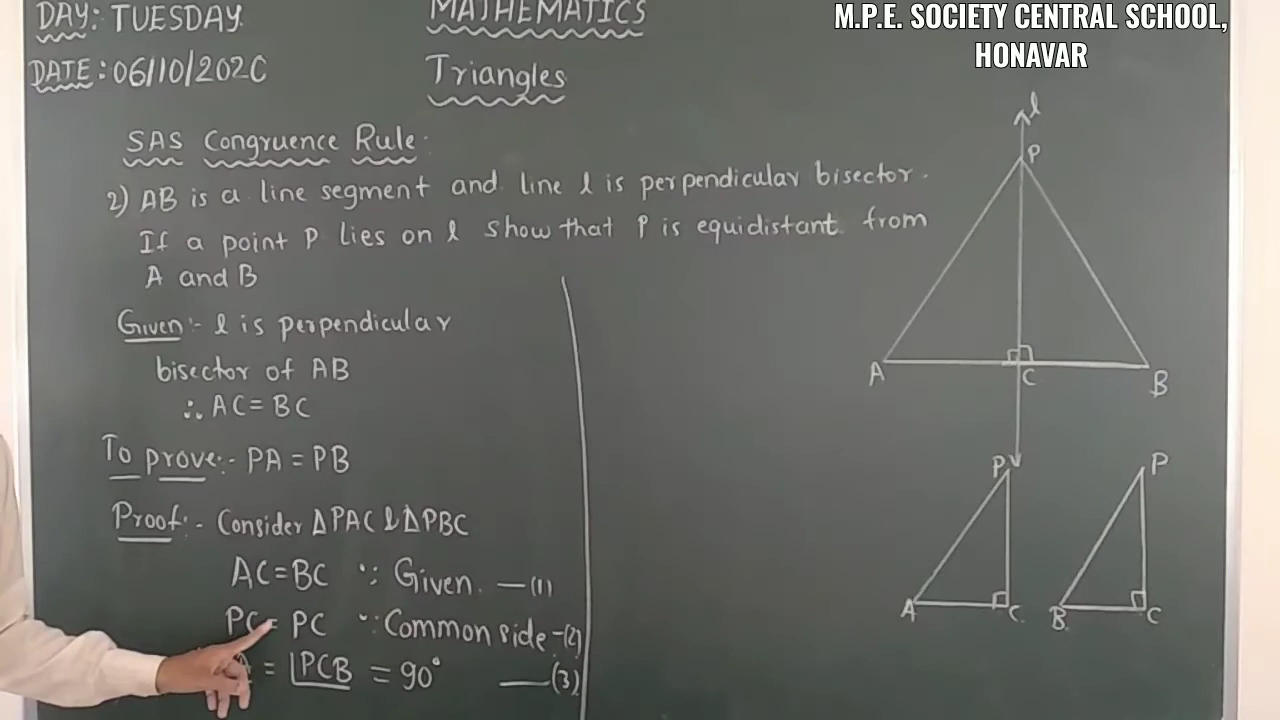 DAY: TUESDAY
DATE: 06/10/202C
MATHEMATICS
Triangles
M.P.E. SOCIETY CENTRAL SCHOOL,
HONAVAR
SAS Congruence Rule.
2) AB is a line segment and line l is perpendicular bisector.
If a point P lies on l show that P is equidistant from
A and B
Given:- l is perpendicular
bisector of AB
∴ AC = BC
To prove:- PA = PB
Proof:- Consider ΔPAC & ΔPBC
AC = BC ∵ Given. —(1)
PC = PC ∵ Common side -(2)
= ∠PCB = 90° —(3)
l
P
A
C
B
P
A
C
P
B
C